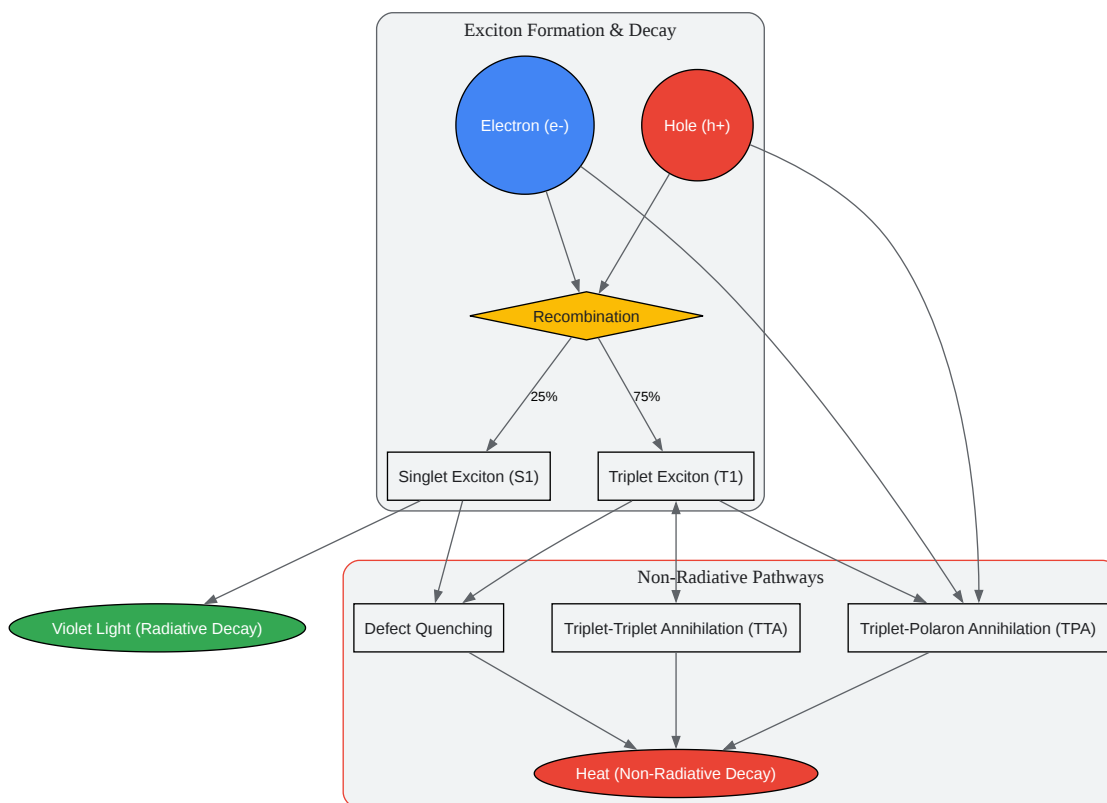 Exciton Formation & Decay
Electron (e-)
Hole (h+)
Recombination
25%
75%
Singlet Exciton (S1)
Triplet Exciton (T1)
Non-Radiative Pathways
Violet Light (Radiative Decay)
Defect Quenching
Triplet-Triplet Annihilation (TTA)
Triplet-Polaron Annihilation (TPA)
Heat (Non-Radiative Decay)